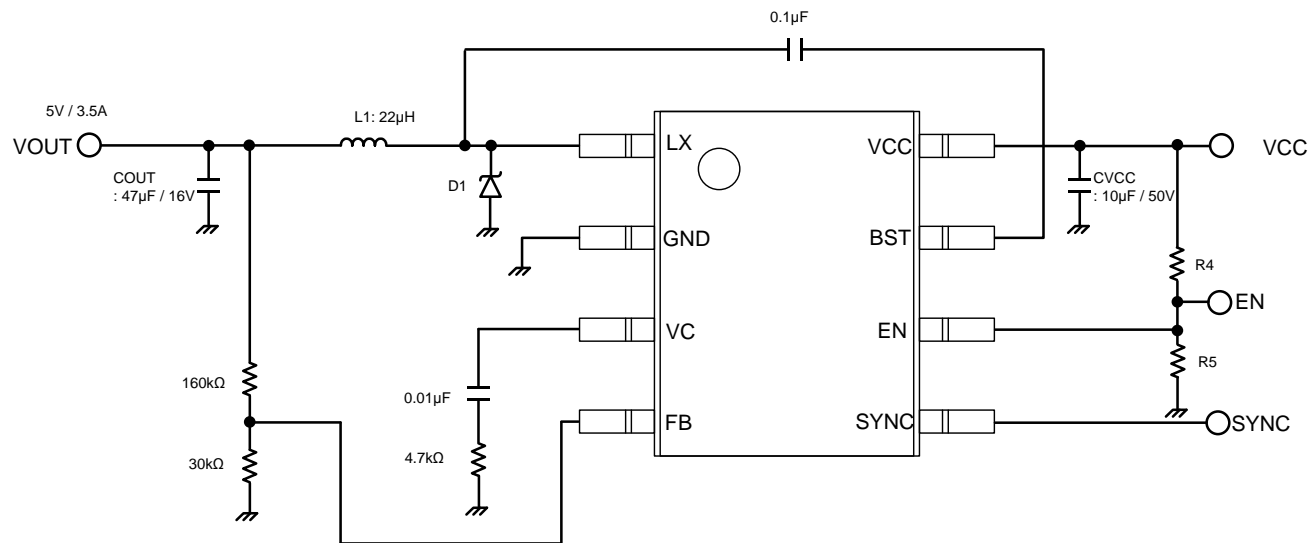 0.1µF
5V / 3.5A
L1: 22µH
VOUT
LX
VCC
VCC
COUT
: 47µF / 16V
D1
CVCC
: 10µF / 50V
GND
BST
R4
EN
VC
EN
R5
160kΩ
0.01µF
FB
SYNC
SYNC
30kΩ
4.7kΩ